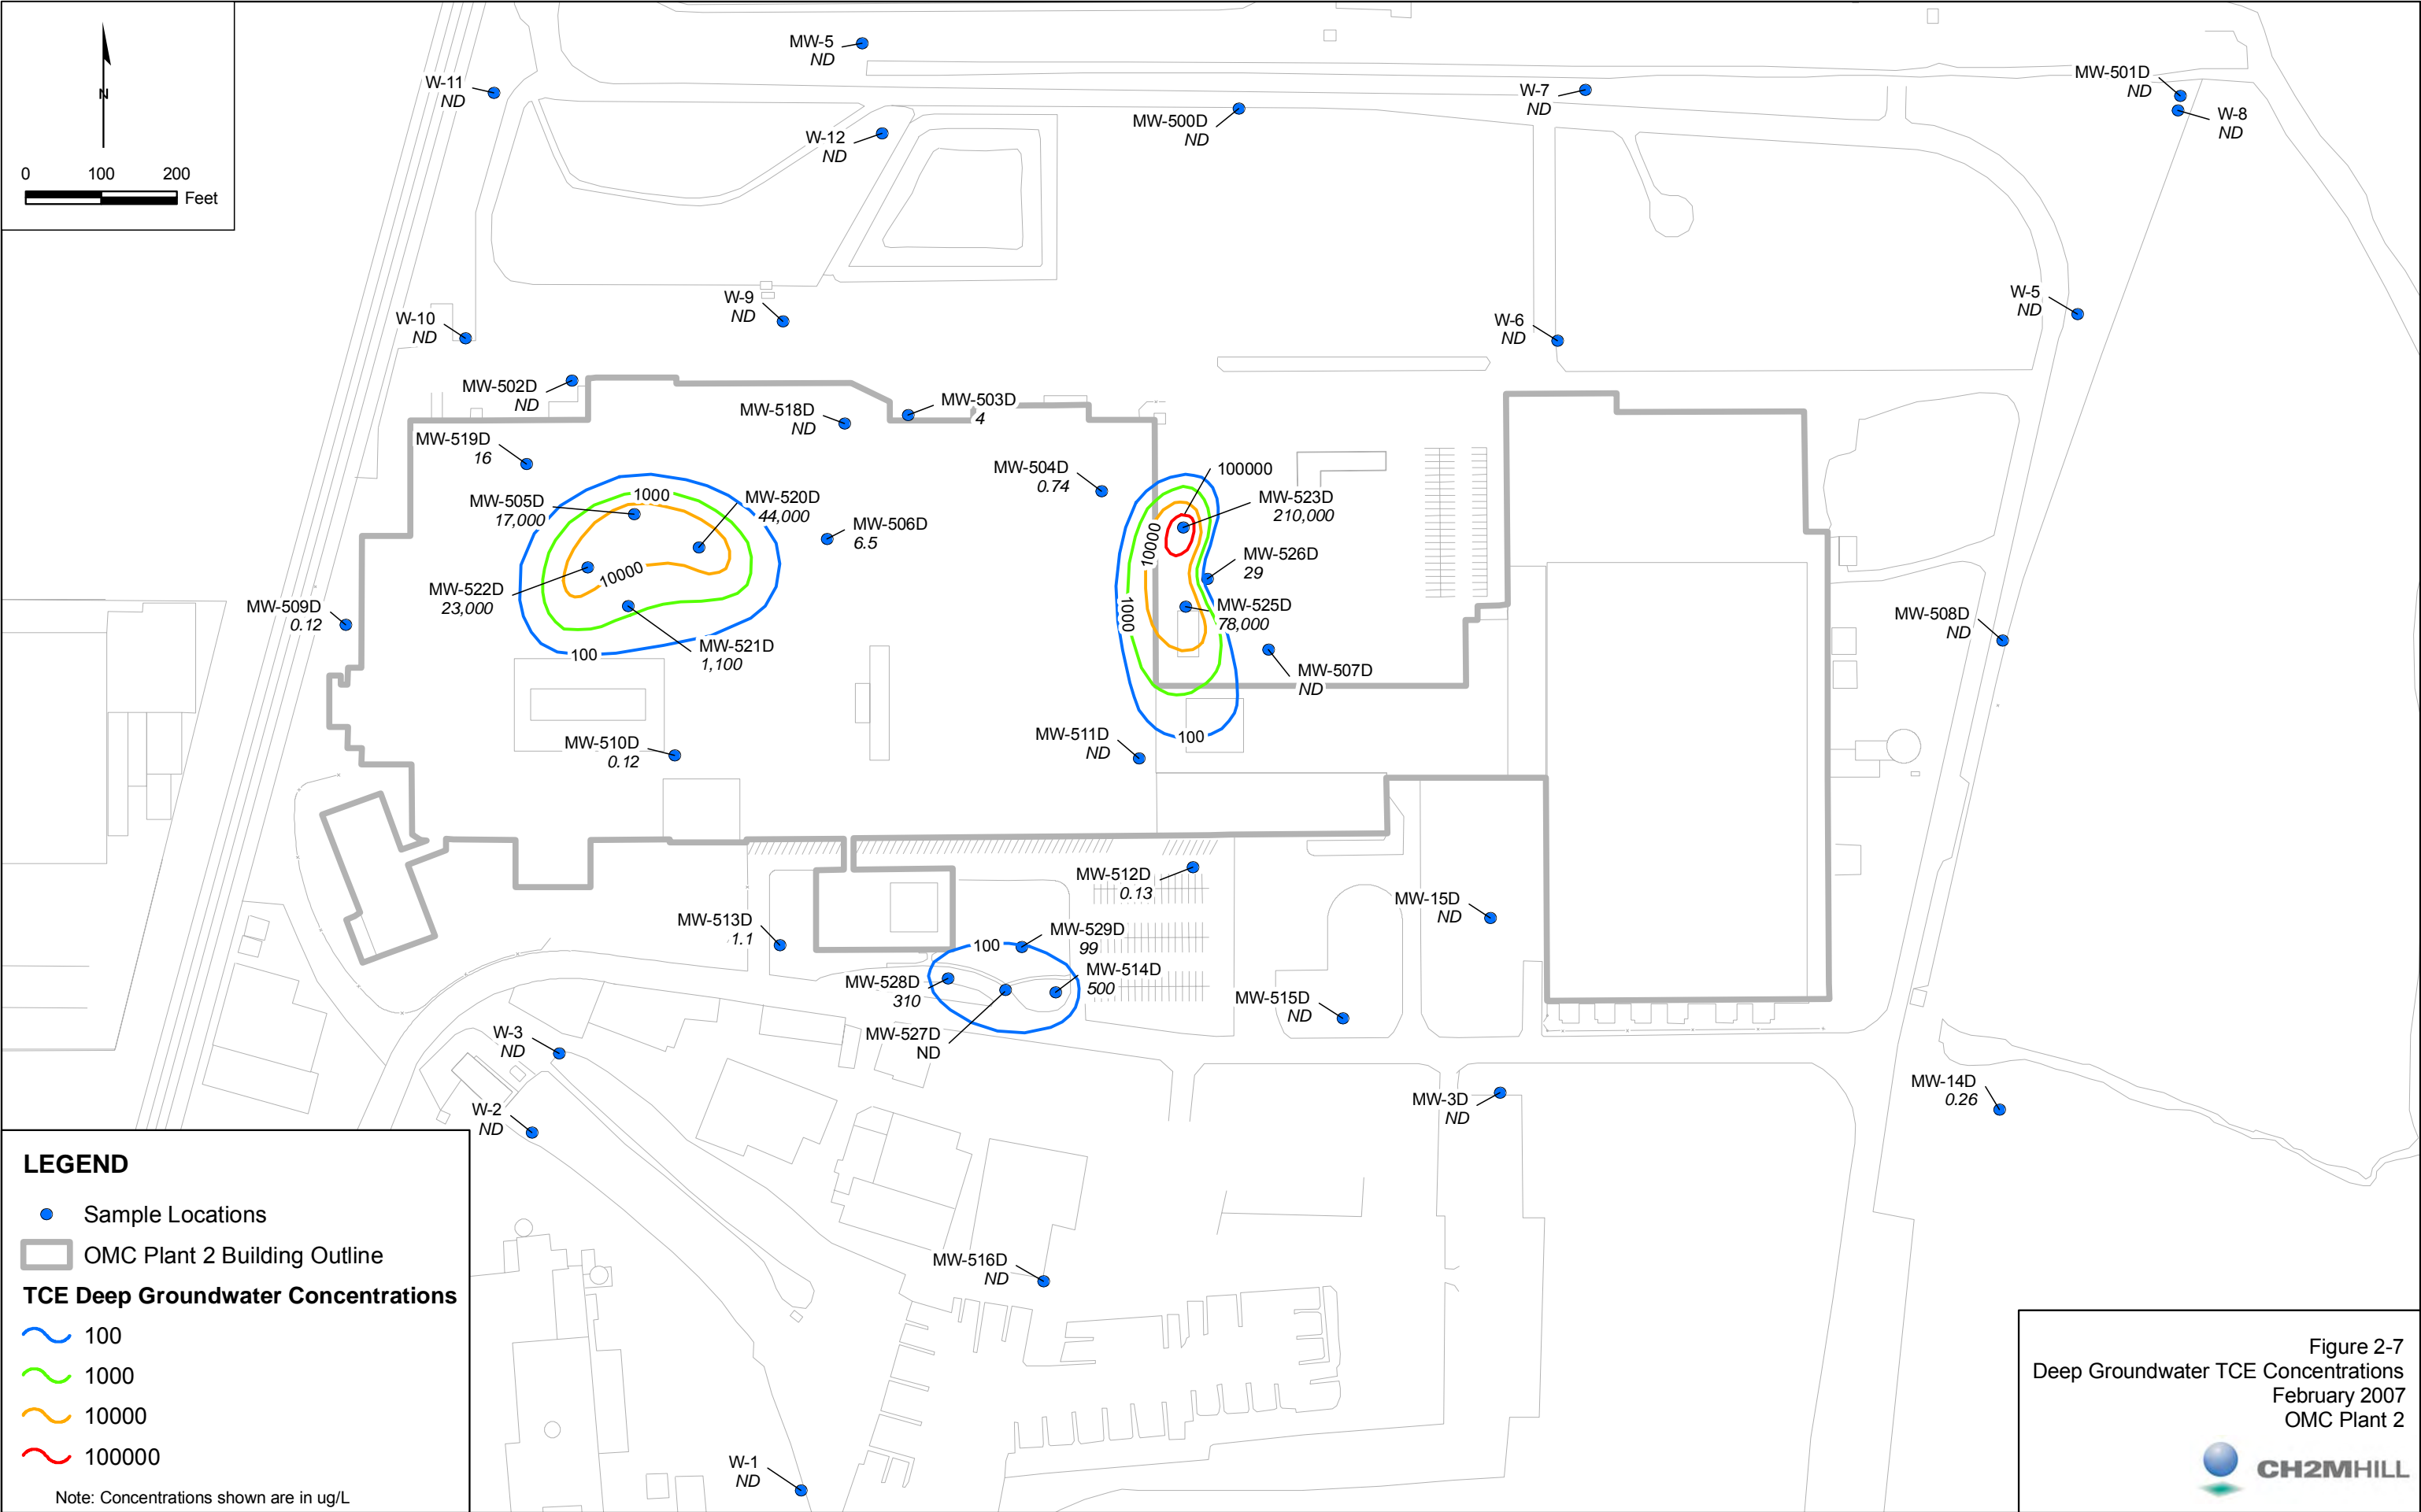 N
0 100 200
Feet
MW-5
ND
W-11
ND
W-12
ND
MW-500D
ND
W-7
ND
MW-501D
ND
W-8
ND
W-9
ND
W-10
ND
W-6
ND
W-5
ND
MW-502D
ND
MW-518D
ND
MW-503D
4
MW-519D
16
MW-504D
0.74
100000
MW-523D
210,000
MW-505D
17,000
1000
MW-520D
44,000
MW-506D
6.5
10000
MW-526D
29
MW-522D
23,000
10000
1000
MW-525D
78,000
MW-509D
0.12
MW-521D
1,100
100
MW-508D
ND
MW-507D
ND
MW-510D
0.12
MW-511D
ND
100
MW-512D
0.13
MW-15D
ND
MW-513D
1.1
100
MW-529D
99
MW-528D
310
MW-514D
500
MW-527D
ND
MW-515D
ND
W-3
ND
W-2
ND
MW-3D
ND
MW-14D
0.26
MW-516D
ND
W-1
ND
LEGEND
Sample Locations
OMC Plant 2 Building Outline
TCE Deep Groundwater Concentrations
100
1000
10000
100000
Note: Concentrations shown are in ug/L
Figure 2-7
Deep Groundwater TCE Concentrations
February 2007
OMC Plant 2
CH2MHILL